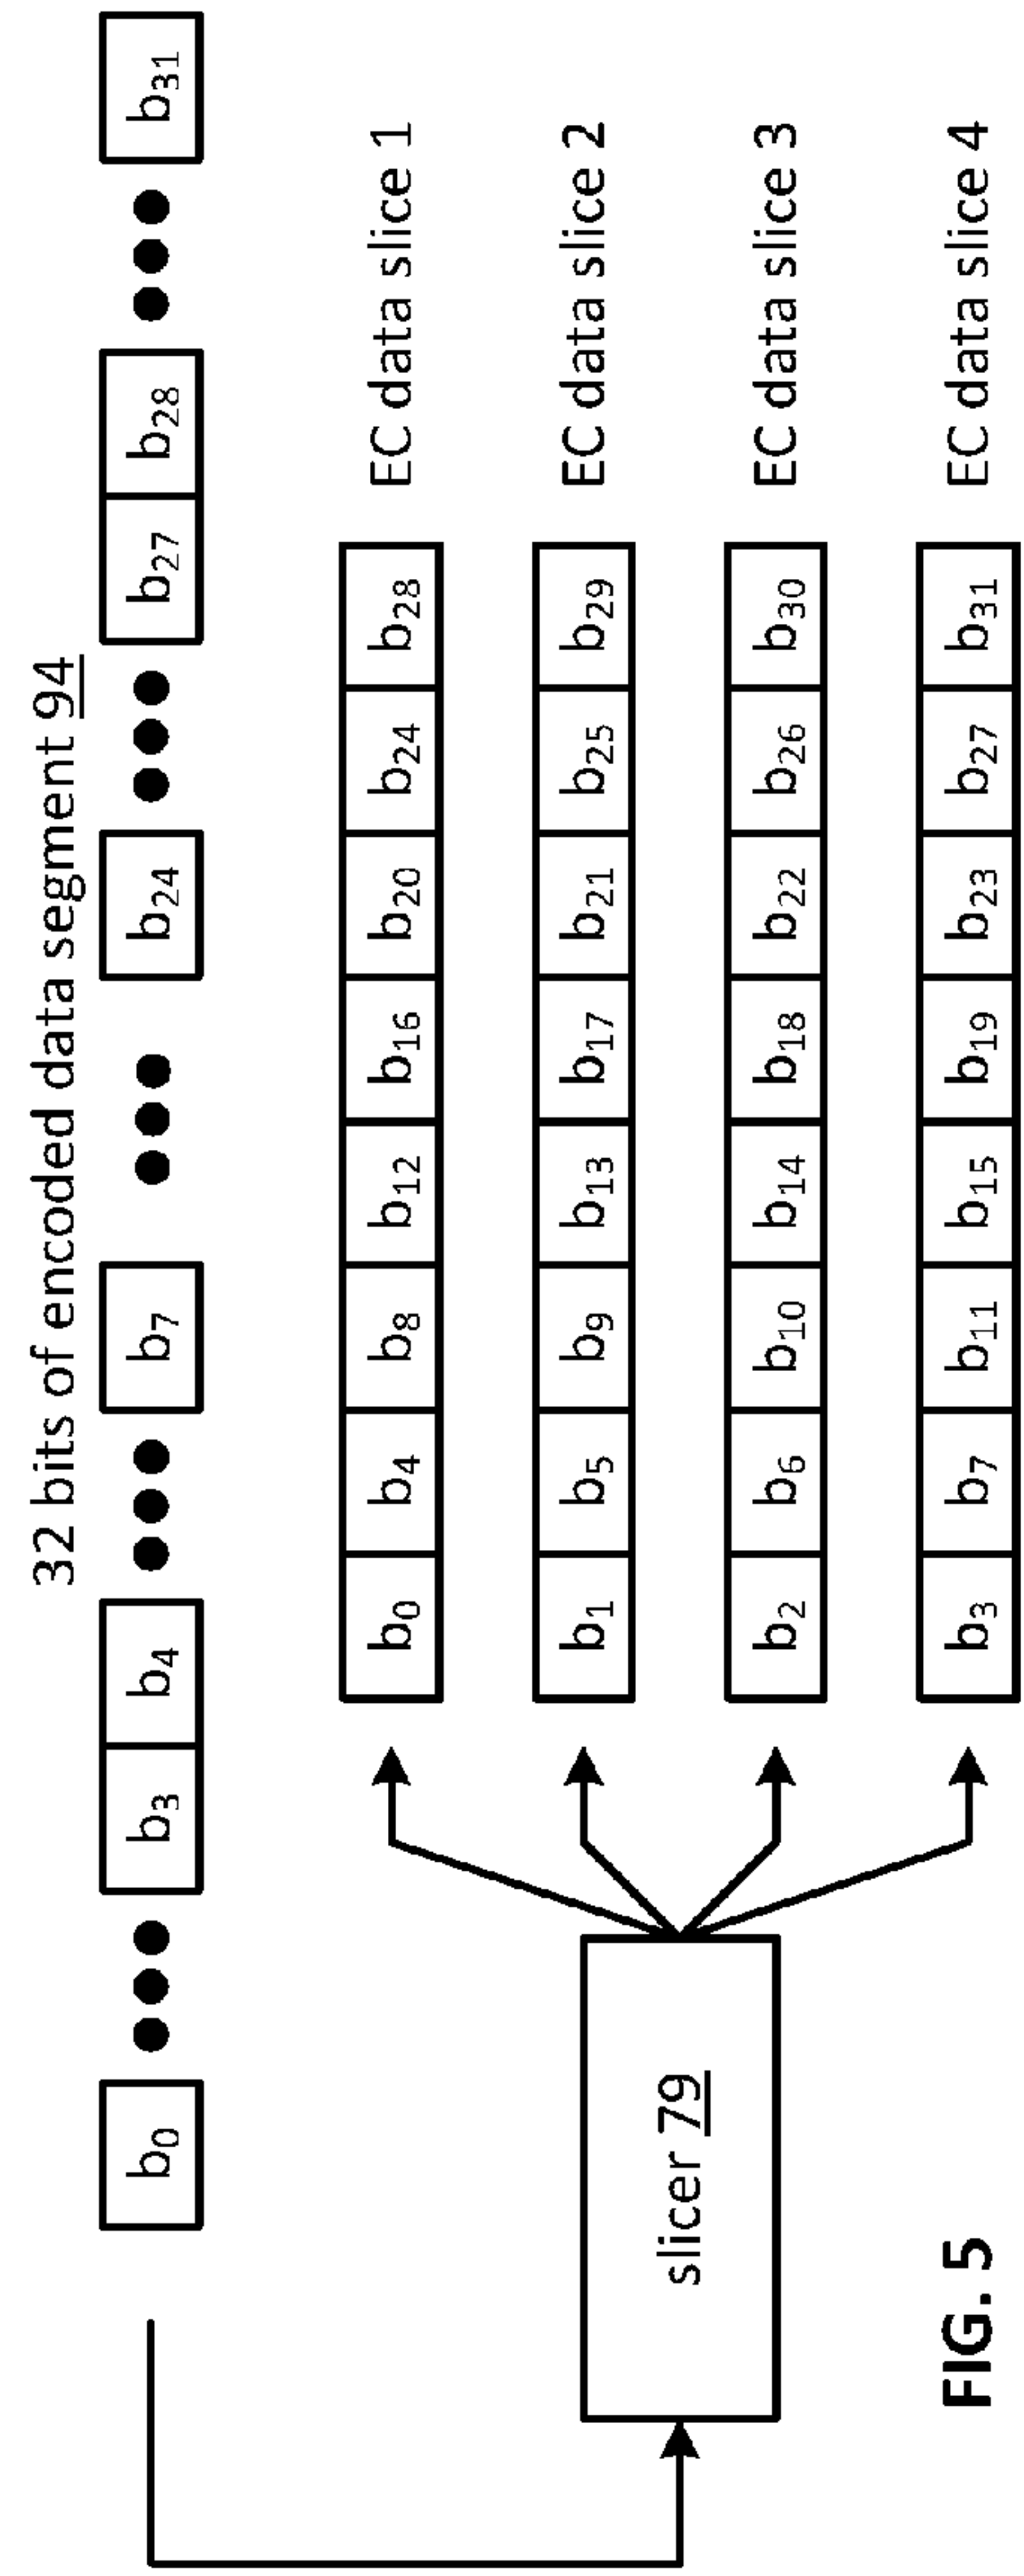 32 bits of encoded data segment 94
b0 ●●● b3 b4 ●●● b7 ●●● b24 ●●● b27 b28 ●●● b31
b0 b4 b8 b12 b16 b20 b24 b28 EC data slice 1
b1 b5 b9 b13 b17 b21 b25 b29 EC data slice 2
slicer 79
b2 b6 b10 b14 b18 b22 b26 b30 EC data slice 3
b3 b7 b11 b15 b19 b23 b27 b31 EC data slice 4
FIG. 5